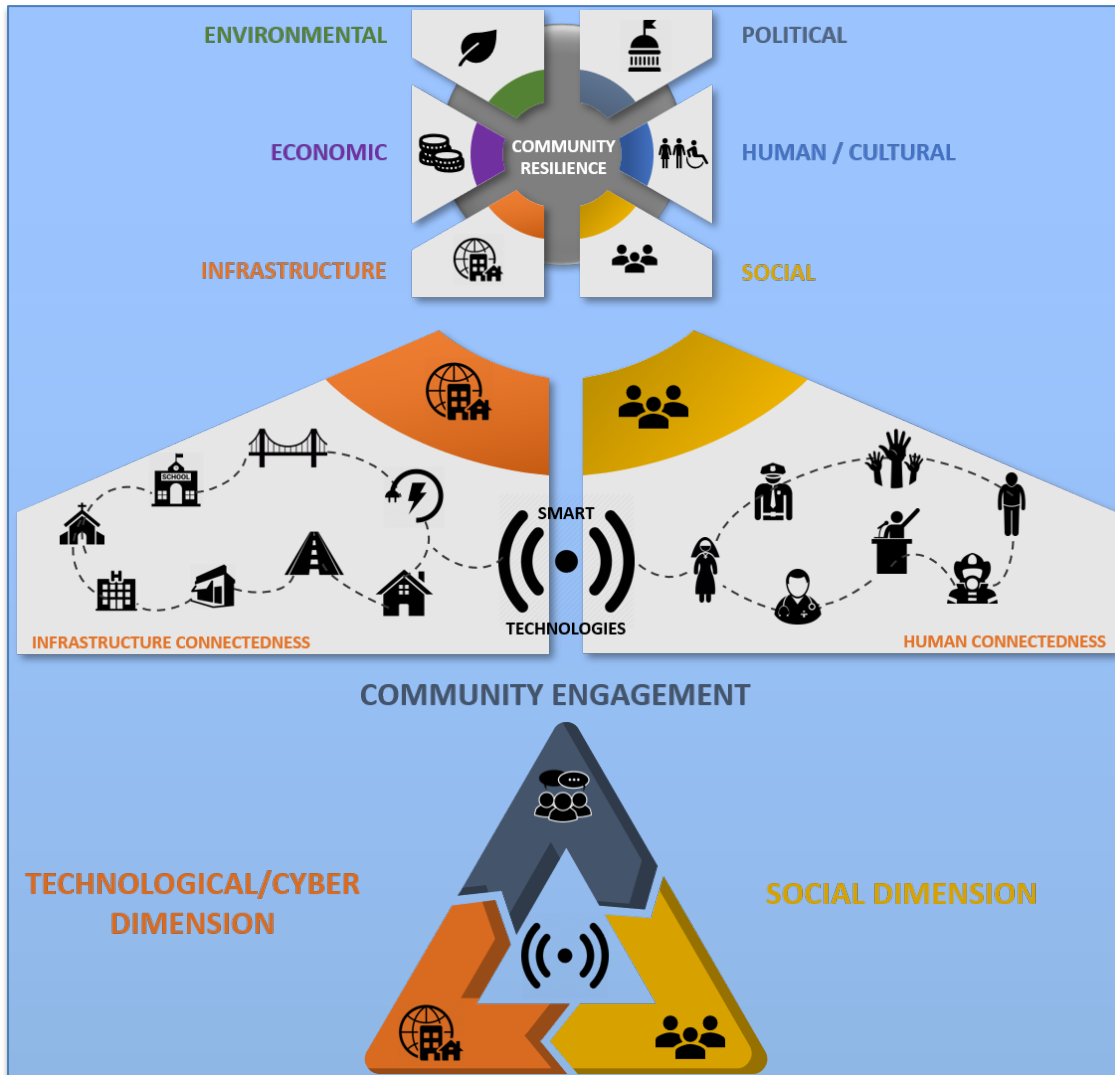 ENVIRONMENTAL
POLITICAL
ECONOMIC
COMMUNITY
RESILIENCE
HUMAN / CULTURAL
INFRASTRUCTURE
SOCIAL
SCHOOL
H
SMART
TECHNOLOGIES
INFRASTRUCTURE CONNECTEDNESS
HUMAN CONNECTEDNESS
COMMUNITY ENGAGEMENT
TECHNOLOGICAL/CYBER
DIMENSION
SOCIAL DIMENSION